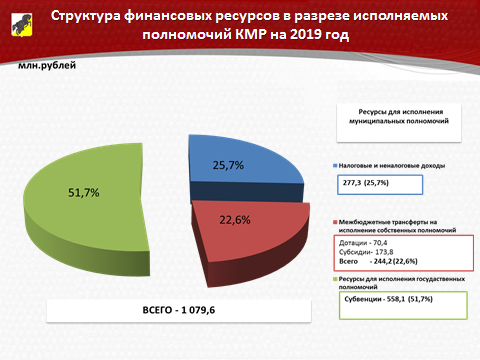 Структура финансовых ресурсов в разрезе исполняемых
полномочий КМР на 2019 год
млн.рублей
Ресурсы для исполнения
муниципальных полномочий
25,7%
51,7%
22,6%
Налоговые и неналоговые доходы
277,3 (25,7%)
Межбюджетные трансферты на
исполнение собственных полномочий
Дотации - 70,4
Субсидии- 173,8
Всего - 244,2(22,6%)
Ресурсы для исполнения государственных
полномочий
Субвенции - 558,1 (51,7%)
ВСЕГО - 1 079,6